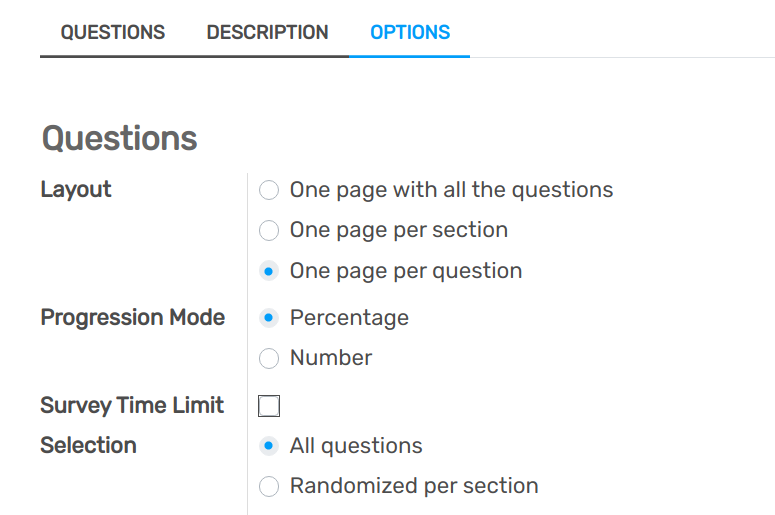 QUESTIONS DESCRIPTION OPTIONS
Questions
Layout One page with all the questions
One page per section
One page per question
Progression Mode Percentage
Number
Survey Time Limit
Selection All questions
Randomized per section